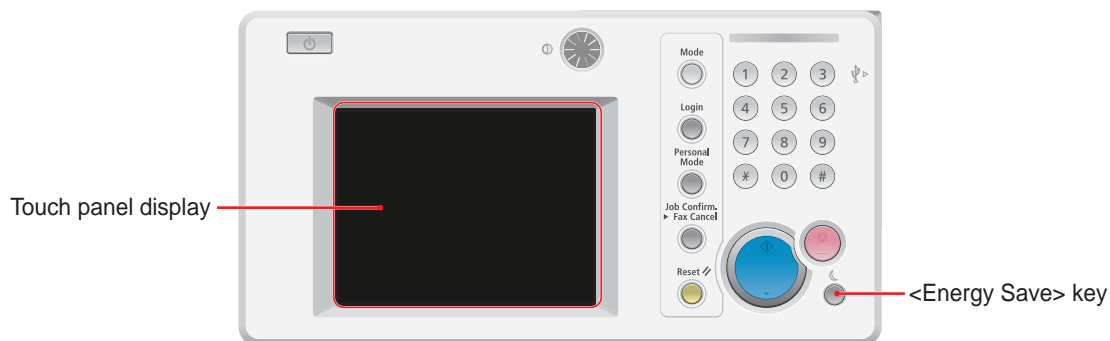 Mode
1 2 3
Login
4 5 6
Personal
Mode
7 8 9
* 0 #
Touch panel display
Job Confirm.
▶ Fax Cancel
Reset
<Energy Save> key